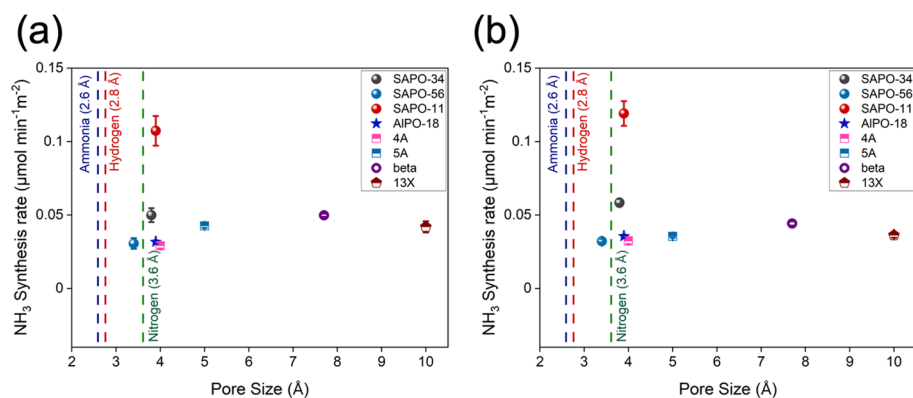 (a)
NH3 Synthesis rate (μmol min⁻¹m⁻²)
0.15
0.1
0.05
0
Ammonia (2.6 Å)
Hydrogen (2.8 Å)
Nitrogen (3.6 Å)
SAPO-34
SAPO-56
SAPO-11
AlPO-18
4A
5A
beta
13X
2 3 4 5 6 7 8 9 10
Pore Size (Å)
(b)
NH3 Synthesis rate (μmol min⁻¹m⁻²)
0.15
0.1
0.05
0
Ammonia (2.6 Å)
Hydrogen (2.8 Å)
Nitrogen (3.6 Å)
SAPO-34
SAPO-56
SAPO-11
AlPO-18
4A
5A
beta
13X
2 3 4 5 6 7 8 9 10
Pore Size (Å)